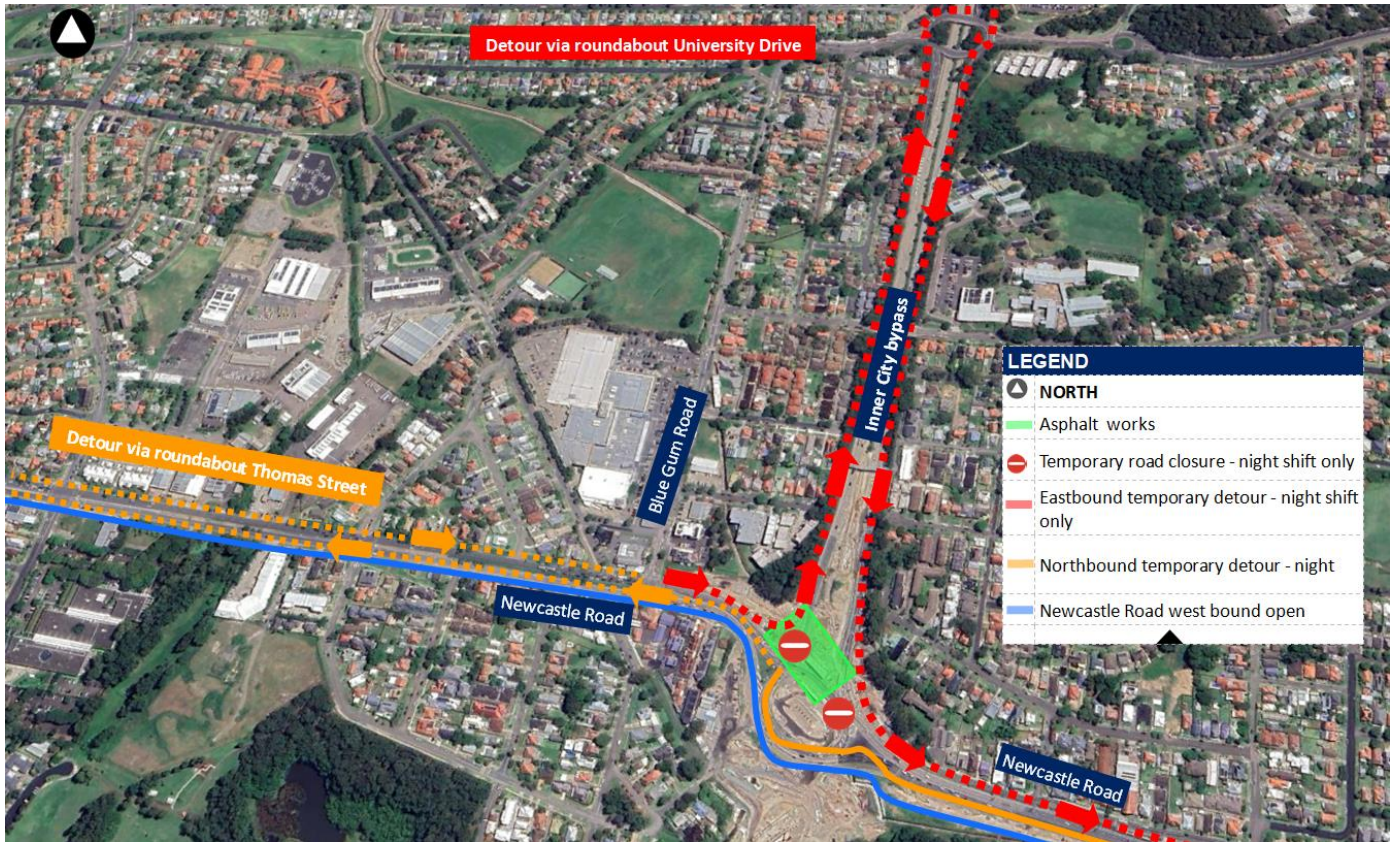 Detour via roundabout University Drive
Inner City bypass
Blue Gum Road
Detour via roundabout Thomas Street
Newcastle Road
Newcastle Road
LEGEND
NORTH
Asphalt works
Temporary road closure - night shift only
Eastbound temporary detour - night shift
only
Northbound temporary detour - night
Newcastle Road west bound open